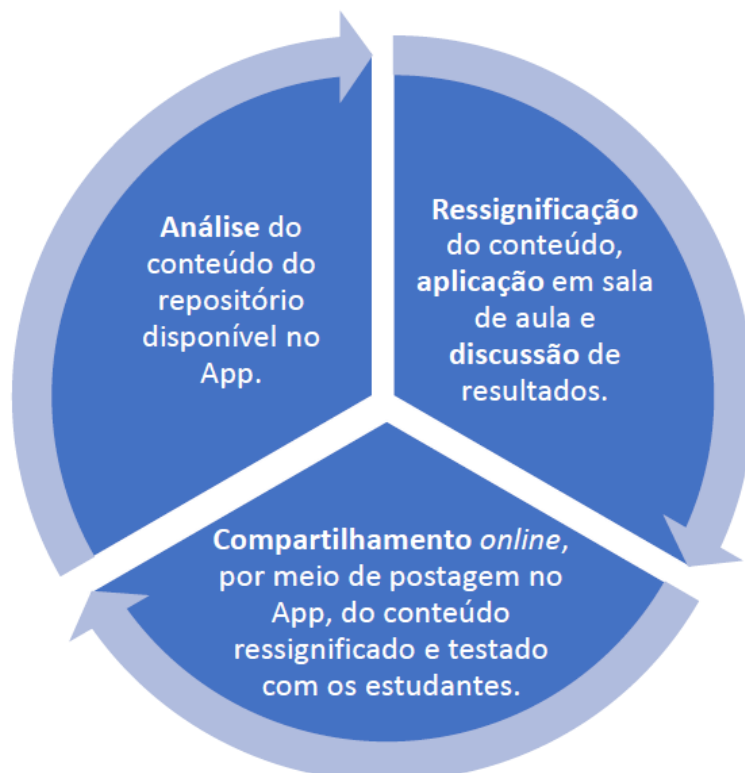 Análise do
conteúdo do
repositório
disponível no
App.
Ressignificação
do conteúdo,
aplicação em sala
de aula e
discussão de
resultados.
Compartilhamento online,
por meio de postagem no
App, do conteúdo
ressignificado e testado
com os estudantes.